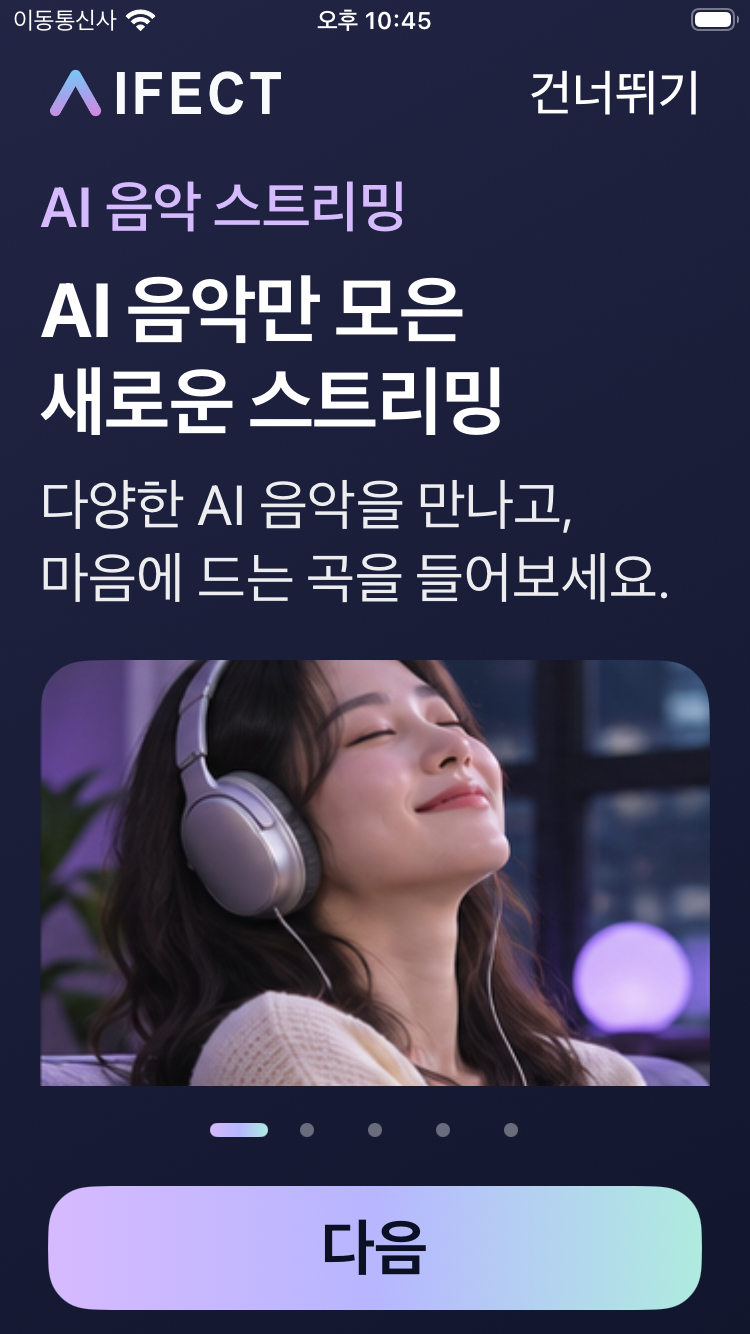 이동통신사
오후 10:45
AIFECT
건너뛰기
AI 음악 스트리밍
AI 음악만 모은
새로운 스트리밍
다양한 AI 음악을 만나고,
마음에 드는 곡을 들어보세요.
다음